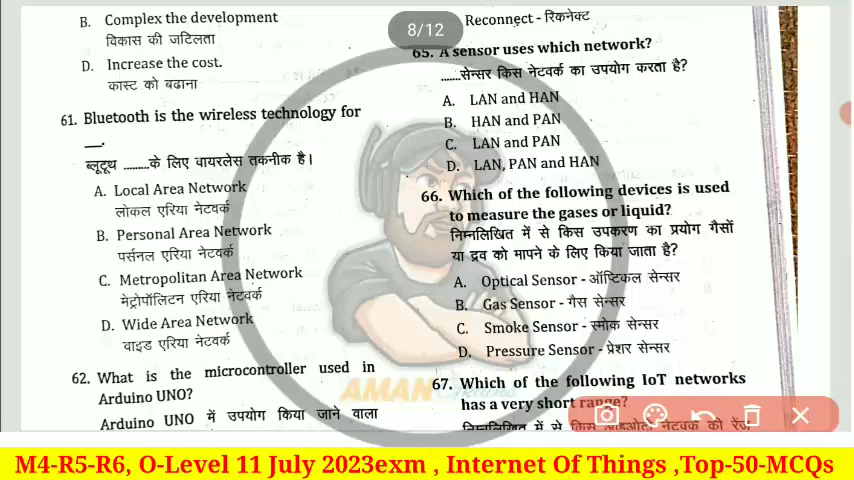 B. Complex the development
विकास की जटिलता
D. Increase the cost.
कास्ट को बढाना
61. Bluetooth is the wireless technology for
__.
ब्लूटूथ .........के लिए वायरलेस तकनीक है।
A. Local Area Network
लोकल एरिया नेटवर्क
B. Personal Area Network
पर्सनल एरिया नेटवर्क
C. Metropolitan Area Network
मेट्रोपॉलिटन एरिया नेटवर्क
D. Wide Area Network
वाइड एरिया नेटवर्क
62. What is the microcontroller used in
Arduino UNO?
Arduino UNO में उपयोग किया जाने वाला
8/12
Reconnect - रिकनेक्ट
65. A sensor uses which network?
.......सेन्सर किस नेटवर्क का उपयोग करता है?
A. LAN and HAN
B. HAN and PAN
C. LAN and PAN
D. LAN, PAN and HAN
66. Which of the following devices is used
to measure the gases or liquid?
निम्नलिखित में से किस उपकरण का प्रयोग गैसों
या द्रव को मापने के लिए किया जाता है?
A. Optical Sensor - ऑप्टिकल सेन्सर
B. Gas Sensor - गैस सेन्सर
C. Smoke Sensor - स्मोक सेन्सर
D. Pressure Sensor - प्रेशर सेन्सर
67. Which of the following IoT networks
has a very short range?
निम्नलिखित में से किस आइओटी नेटवर्क की रेंज
AMAN
M4-R5-R6, O-Level 11 July 2023exm , Internet Of Things ,Top-50-MCQs